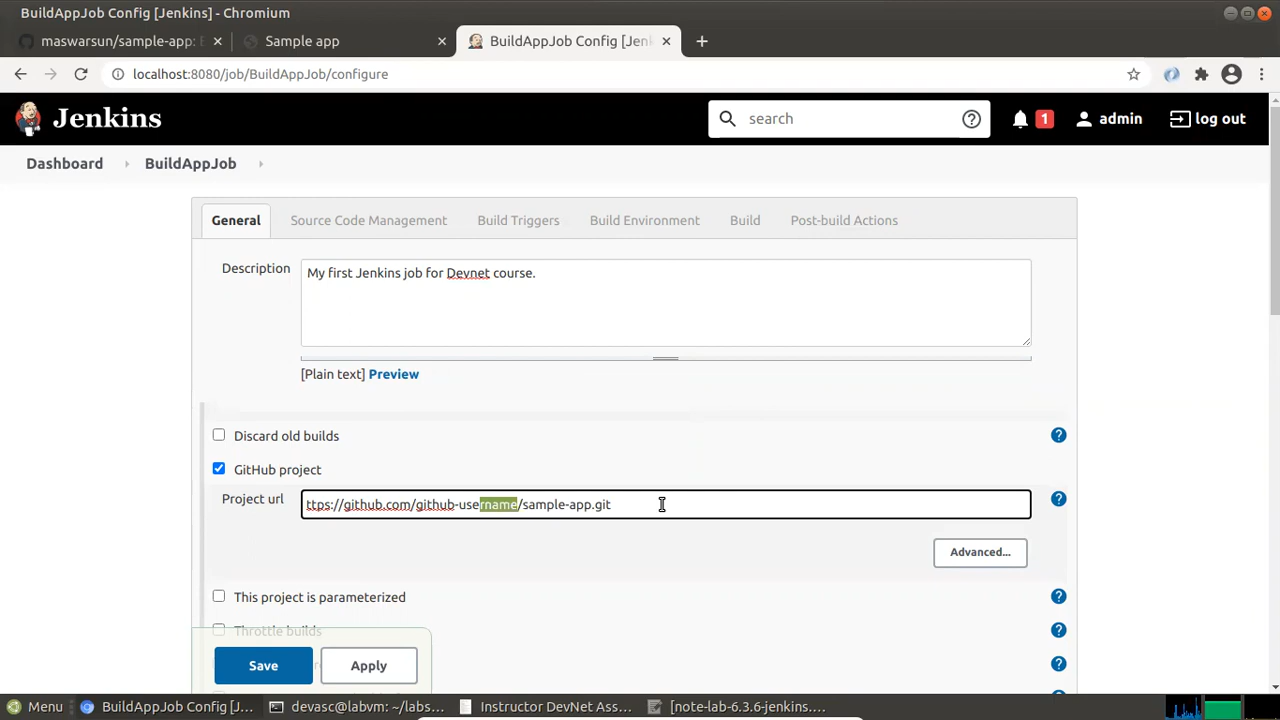 BuildAppJob Config [Jenkins] - Chromium
maswarsun/sample-app:
Sample app
BuildAppJob Config [Jen
localhost:8080/job/BuildAppJob/configure
Jenkins
search
1
admin
log out
Dashboard
BuildAppJob
General
Source Code Management
Build Triggers
Build Environment
Build
Post-build Actions
Description
My first Jenkins job for Devnet course.
[Plain text] Preview
Discard old builds
?
GitHub project
Project url
ttps://github.com/github-username/sample-app.git
?
Advanced...
This project is parameterized
?
Throttle builds
?
Save
Apply
?
Menu
BuildAppJob Config [J...
devasc@labvm: ~/labs...
Instructor DevNet Ass...
[note-lab-6.3.6-jenkins....